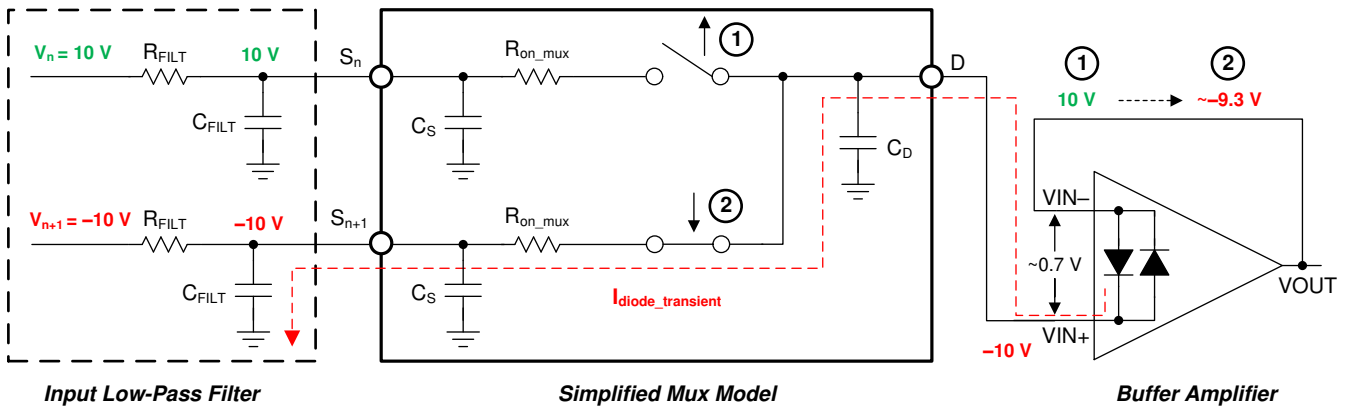 Vn = 10 V
RFILT
10 V
Sn
Ron_mux
1
D
1
2
10 V
~–9.3 V
CFILT
CS
CD
Vn+1 = –10 V
RFILT
–10 V
Sn+1
Ron_mux
2
VIN–
~0.7 V
CFILT
CS
Idiode_transient
VOUT
VIN+
–10 V
Input Low-Pass Filter
Simplified Mux Model
Buffer Amplifier